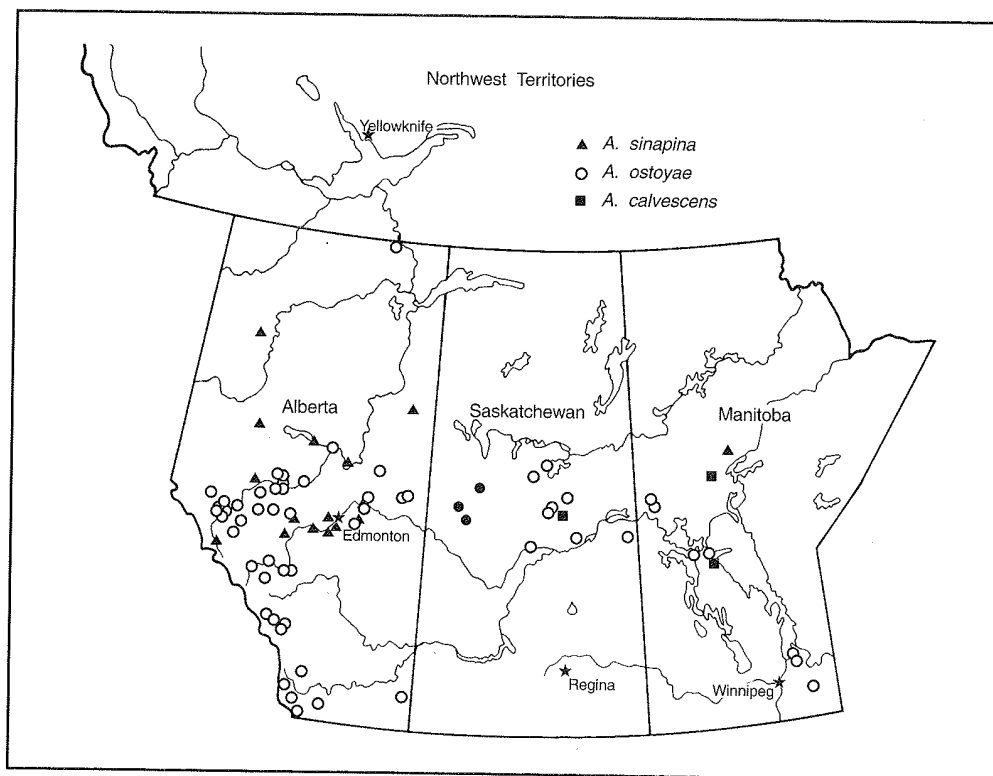 Northwest Territories
Yellowknife
A. sinapina
A. ostoyae
A. calvescens
Alberta
Saskatchewan
Manitoba
Edmonton
Regina
Winnipeg